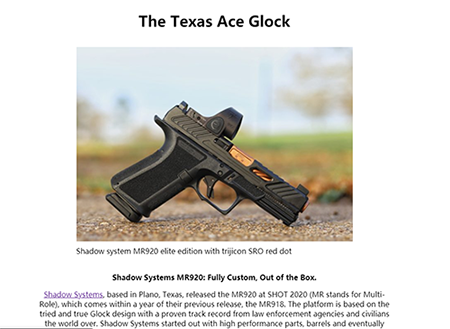 The Texas Ace Glock
Shadow system MR920 elite edition with trijicon SRO red dot
Shadow Systems MR920: Fully Custom, Out of the Box.
Shadow Systems, based in Plano, Texas, released the MR920 at SHOT 2020 (MR stands for Multi-
Role), which comes within a year of their previous release, the MR918. The platform is based on the
tried and true Glock design with a proven track record from law enforcement agencies and civilians
the world over. Shadow Systems started out with high performance parts, barrels and eventually